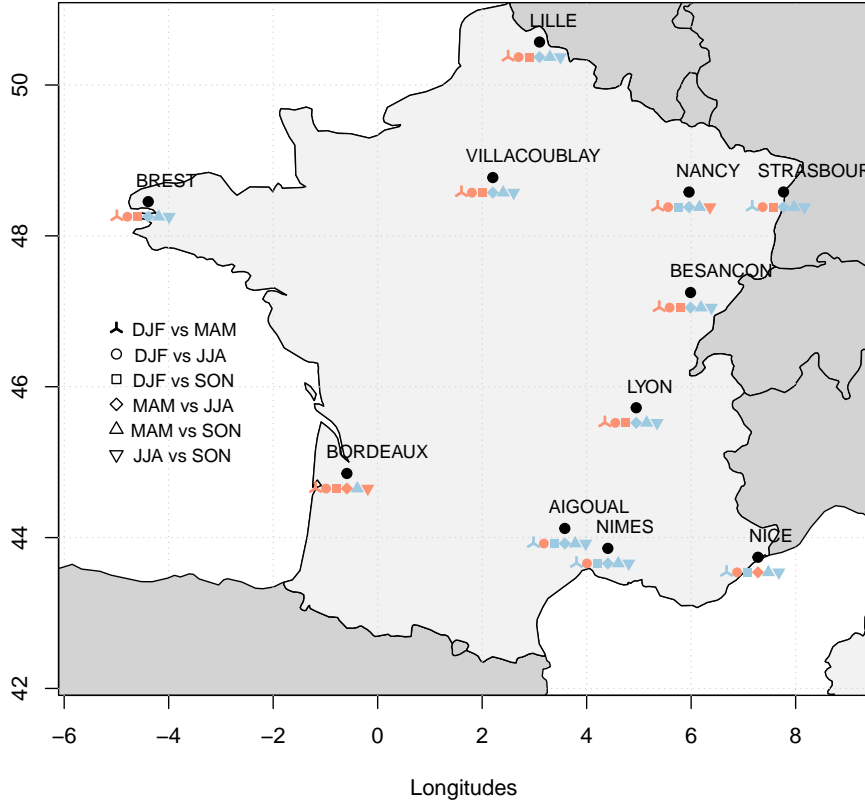 LILLE
50
VILLACOUBLAY
NANCY
STRASBOUR
BREST
48
BESANCON
DJF vs MAM
DJF vs JJA
DJF vs SON
MAM vs JJA
MAM vs SON
JJA vs SON
46
LYON
BORDEAUX
AIGOUAL
NIMES
NICE
44
42
−6 −4 −2 0 2 4 6 8
Longitudes